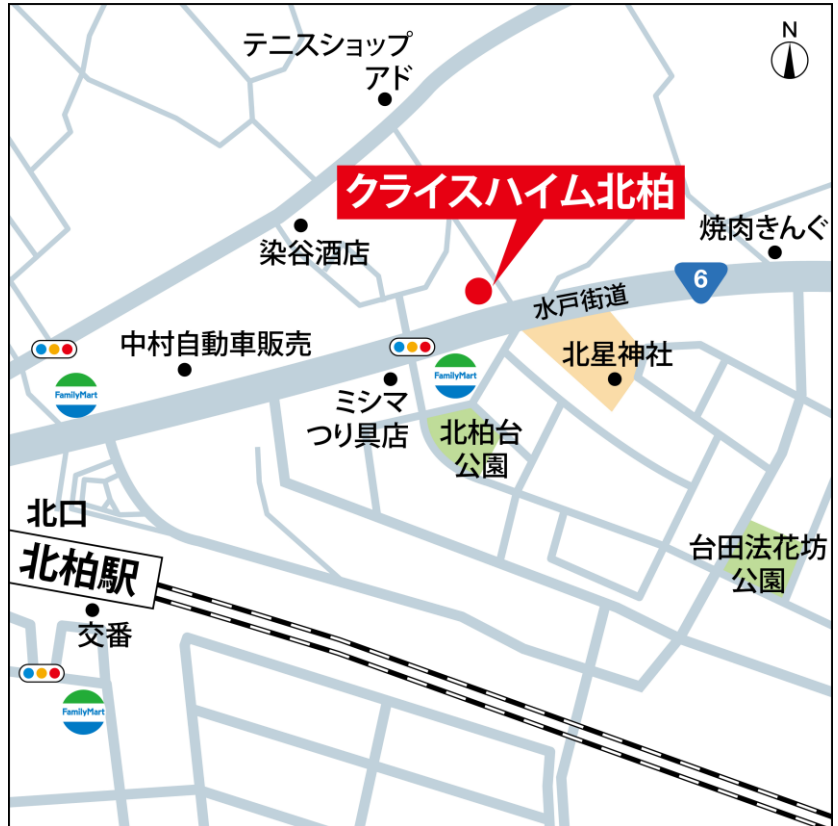 N
テニスショップ
アド
クライスハイム北柏
染谷酒店
焼肉きんぐ
6
水戸街道
中村自動車販売
北星神社
FamilyMart
FamilyMart
ミシマ
つり具店
北柏台
公園
北口
北柏駅
台田法花坊
公園
交番
FamilyMart